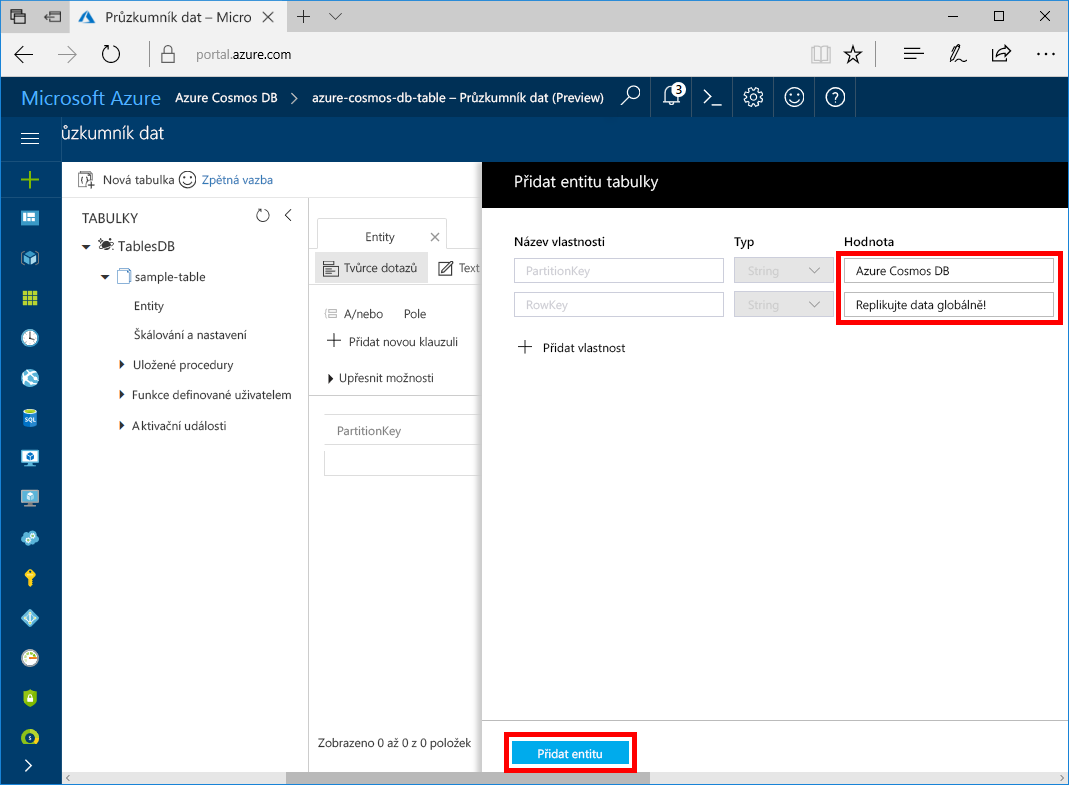 Průzkumník dat – Micro
portal.azure.com
Microsoft Azure Azure Cosmos DB azure-cosmos-db-table – Průzkumník dat (Preview) 3
ůzkumník dat
Nová tabulka Zpětná vazba
Přidat entitu tabulky
TABULKY
TablesDB
sample-table
Entity
Škálování a nastavení
Uložené procedury
Funkce definované uživatelem
Aktivační události
Entity
Tvůrce dotazů Text
A/nebo Pole
Přidat novou klauzuli
Upřesnit možnosti
PartitionKey
Zobrazeno 0 až 0 z 0 položek
Název vlastnosti Typ Hodnota
PartitionKey String Azure Cosmos DB
RowKey String Replikujte data globálně!
Přidat vlastnost
Přidat entitu
SQL